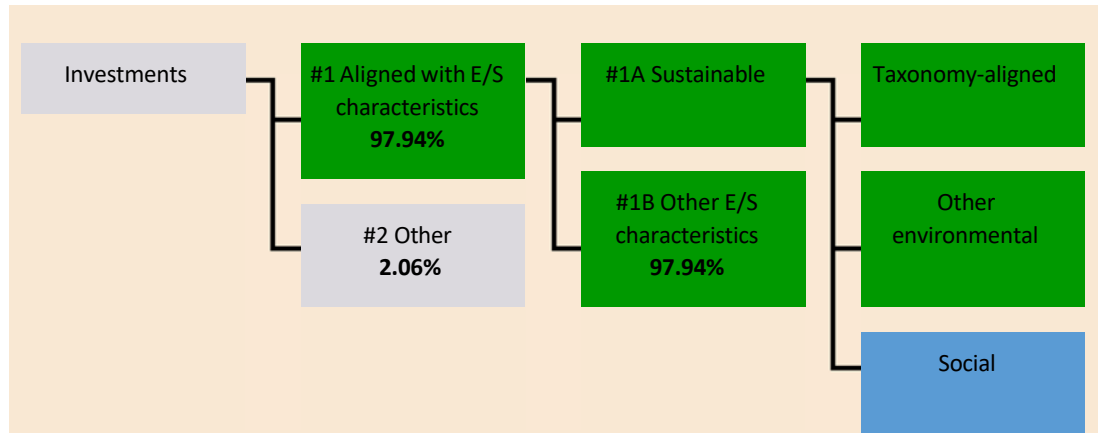 Investments
#1 Aligned with E/S
characteristics
97.94%
#2 Other
2.06%
#1A Sustainable
#1B Other E/S
characteristics
97.94%
Taxonomy-aligned
Other
environmental
Social